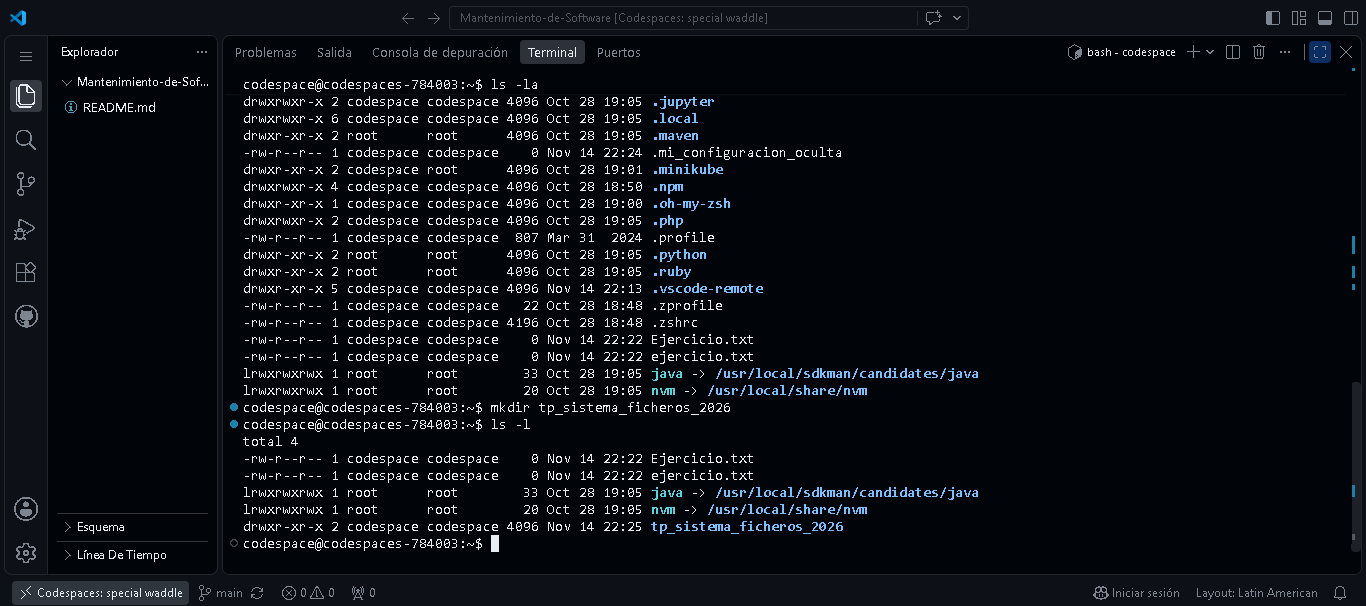 Mantenimiento-de-Software [Codespaces: special waddle]
Explorador
Problemas Salida Consola de depuración Terminal Puertos
bash - codespace
Mantenimiento-de-Sof...
README.md
codespace@codespaces-784003:~$ ls -la
drwxrwxr-x 2 codespace codespace 4096 Oct 28 19:05 .jupyter
drwxrwxr-x 6 codespace codespace 4096 Oct 28 19:05 .local
drwxrwxr-x 2 root      root      4096 Oct 28 19:05 .maven
-rw-r--r-- 1 codespace codespace    0 Nov 14 22:24 .mi_configuracion_oculta
drwxrwxr-x 2 codespace root      4096 Oct 28 19:01 .minikube
drwxrwxr-x 4 codespace codespace 4096 Oct 28 18:50 .npm
drwxrwxr-x 1 codespace codespace 4096 Oct 28 19:00 .oh-my-zsh
drwxrwxr-x 2 codespace codespace 4096 Oct 28 19:05 .php
-rw-r--r-- 1 codespace codespace  807 Mar 31  2024 .profile
drwxrwxr-x 2 root      root      4096 Oct 28 19:05 .python
drwxrwxr-x 2 root      root      4096 Oct 28 19:05 .ruby
drwxrwxr-x 5 codespace root      4096 Nov 14 22:13 .vscode-remote
-rw-r--r-- 1 codespace codespace   22 Oct 28 18:48 .zprofile
-rw-r--r-- 1 codespace codespace 4196 Oct 28 18:48 .zshrc
-rw-r--r-- 1 codespace codespace    0 Nov 14 22:22 Ejercicio.txt
-rw-r--r-- 1 codespace codespace    0 Nov 14 22:22 ejercicio.txt
lrwxrwxrwx 1 root      root        33 Oct 28 19:05 java -> /usr/local/sdkman/candidates/java
lrwxrwxrwx 1 root      root        20 Oct 28 19:05 nvm -> /usr/local/share/nvm
codespace@codespaces-784003:~$ mkdir tp_sistema_ficheros_2026
codespace@codespaces-784003:~$ ls -l
total 4
-rw-r--r-- 1 codespace codespace    0 Nov 14 22:22 Ejercicio.txt
-rw-r--r-- 1 codespace codespace    0 Nov 14 22:22 ejercicio.txt
lrwxrwxrwx 1 root      root        33 Oct 28 19:05 java -> /usr/local/sdkman/candidates/java
lrwxrwxrwx 1 root      root        20 Oct 28 19:05 nvm -> /usr/local/share/nvm
drwxr-xr-x 2 codespace codespace 4096 Nov 14 22:25 tp_sistema_ficheros_2026
codespace@codespaces-784003:~$
Esquema
Línea De Tiempo
Codespaces: special waddle main 0 0 0 Iniciar sesión Layout: Latin American